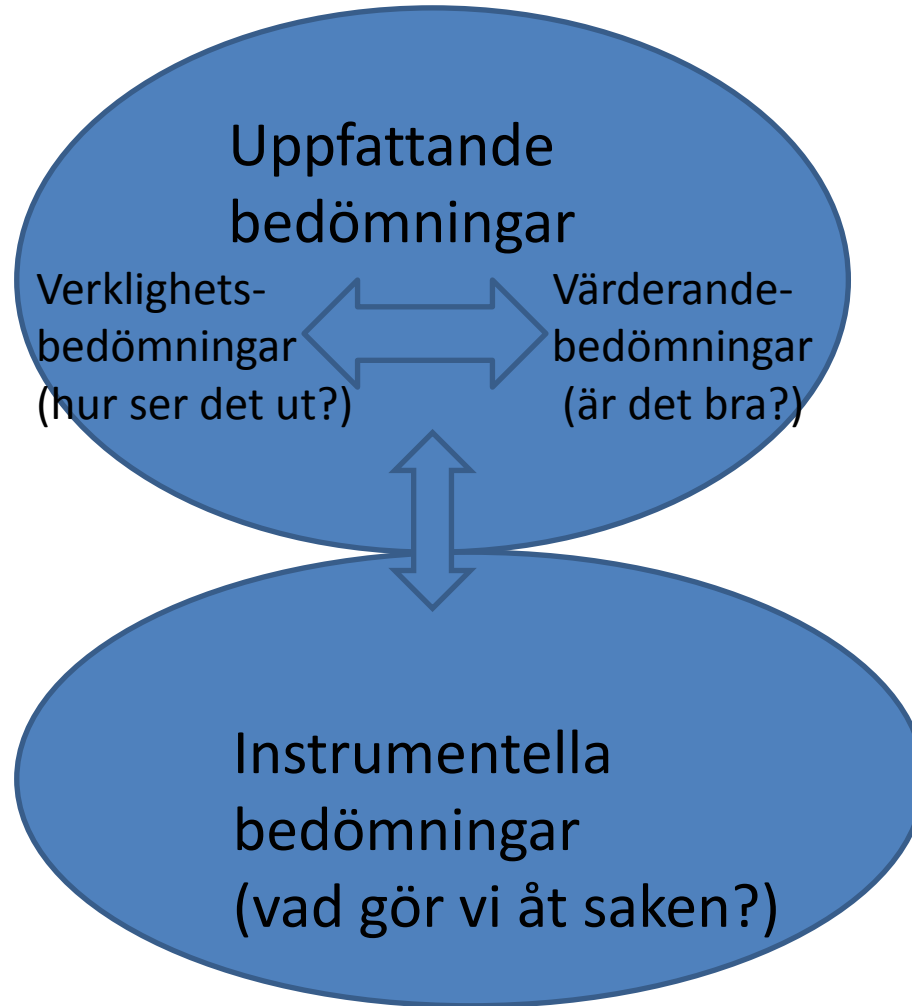 Uppfattande
bedömningar
Verklighets-
bedömningar
(hur ser det ut?)
Värderande-
bedömningar
(är det bra?)
Instrumentella
bedömningar
(vad gör vi åt saken?)